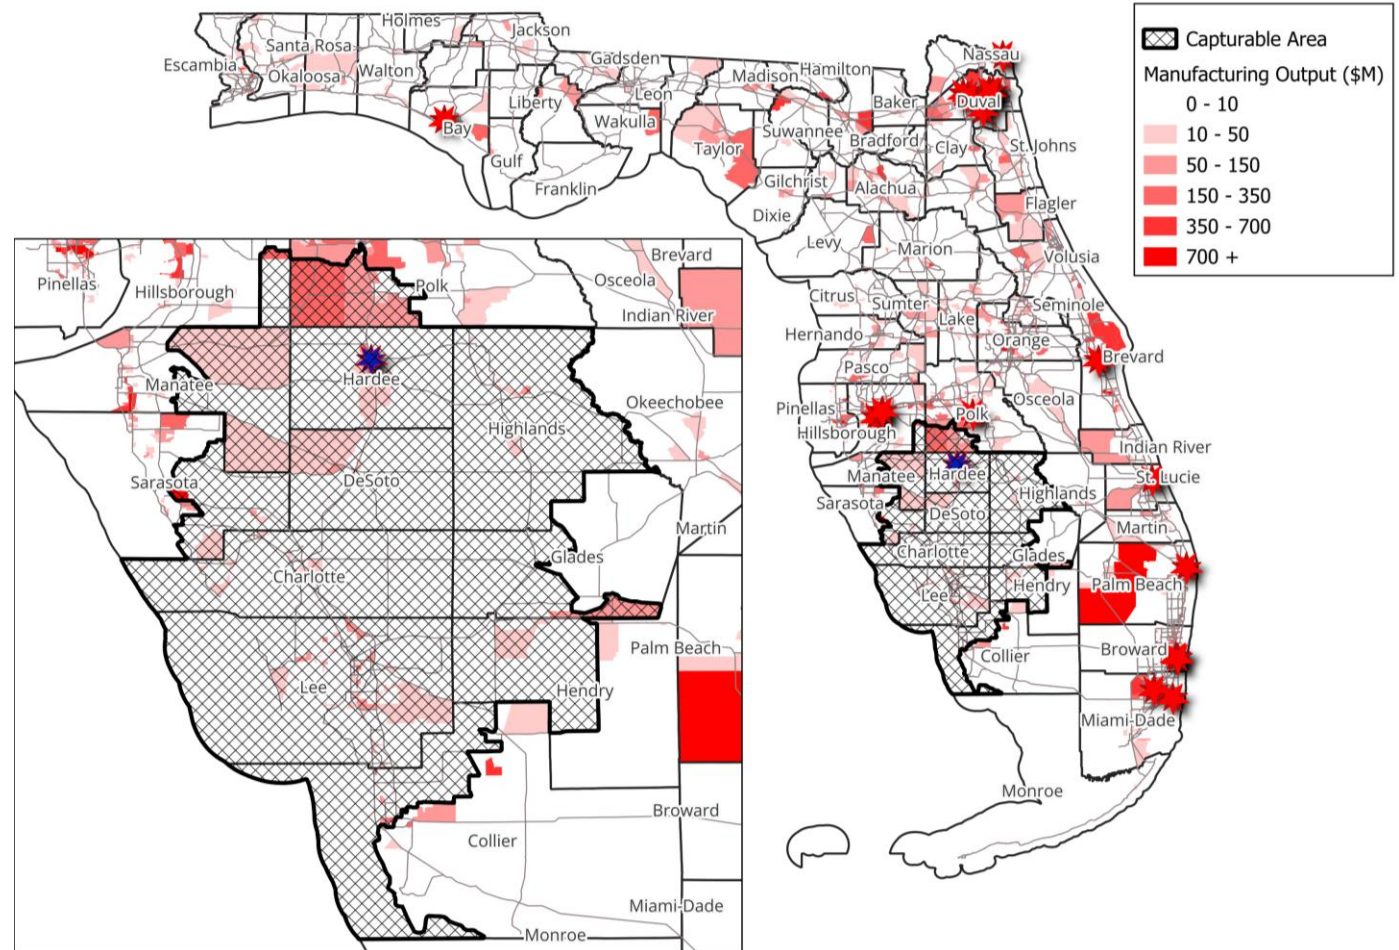 Capturable Area
Manufacturing Output ($M)
0 - 10
10 - 50
50 - 150
150 - 350
350 - 700
700 +
Holmes
Jackson
Santa Rosa
Escambia
Okaloosa
Walton
Gadsden
Leon
Madison
Hamilton
Nassau
Liberty
Bay
Wakulla
Taylor
Suwannee
Baker
Duval
Bradford
Clay
St. Johns
Gulf
Franklin
Gilchrist
Alachua
Dixie
Flagler
Levy
Marion
Volusia
Citrus
Sumter
Lake
Seminole
Hernando
Orange
Brevard
Pasco
Osceola
Pinellas
Polk
Hillsborough
Indian River
Manatee
Hardee
St. Lucie
Sarasota
Highlands
DeSoto
Martin
Charlotte
Glades
Lee
Hendry
Palm Beach
Collier
Broward
Miami-Dade
Monroe
Pinellas
Hillsborough
Polk
Osceola
Brevard
Indian River
Manatee
Hardee
Highlands
Okeechobee
Sarasota
DeSoto
Martin
Charlotte
Glades
Lee
Hendry
Palm Beach
Broward
Collier
Miami-Dade
Monroe